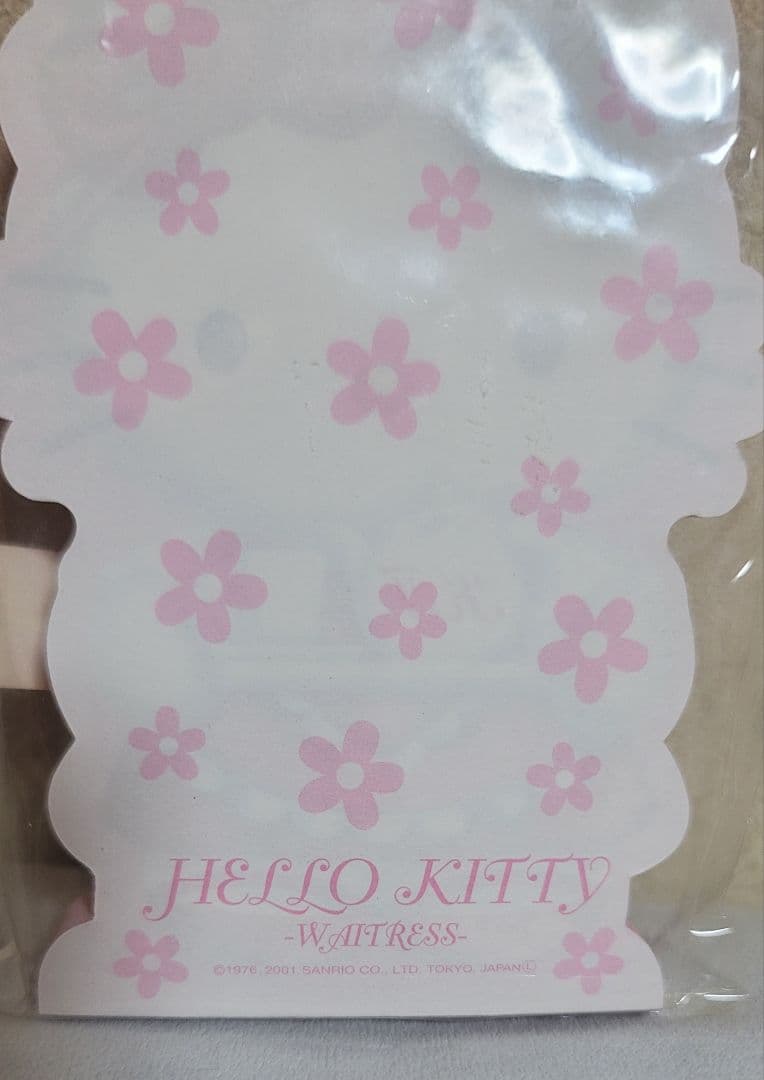 HELLO KITTY
-WAITRESS-
©1976, 2001 SANRIO CO., LTD. TOKYO, JAPAN Ⓛ